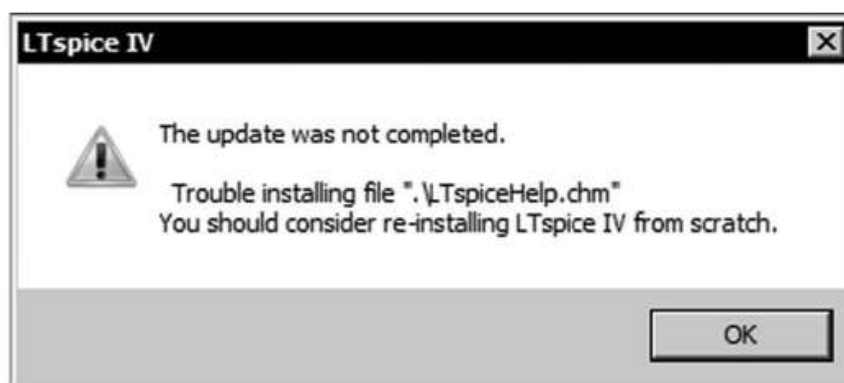 LTspice IV
The update was not completed.
Trouble installing file ".\LTspiceHelp.chm"
You should consider re-installing LTspice IV from scratch.
OK